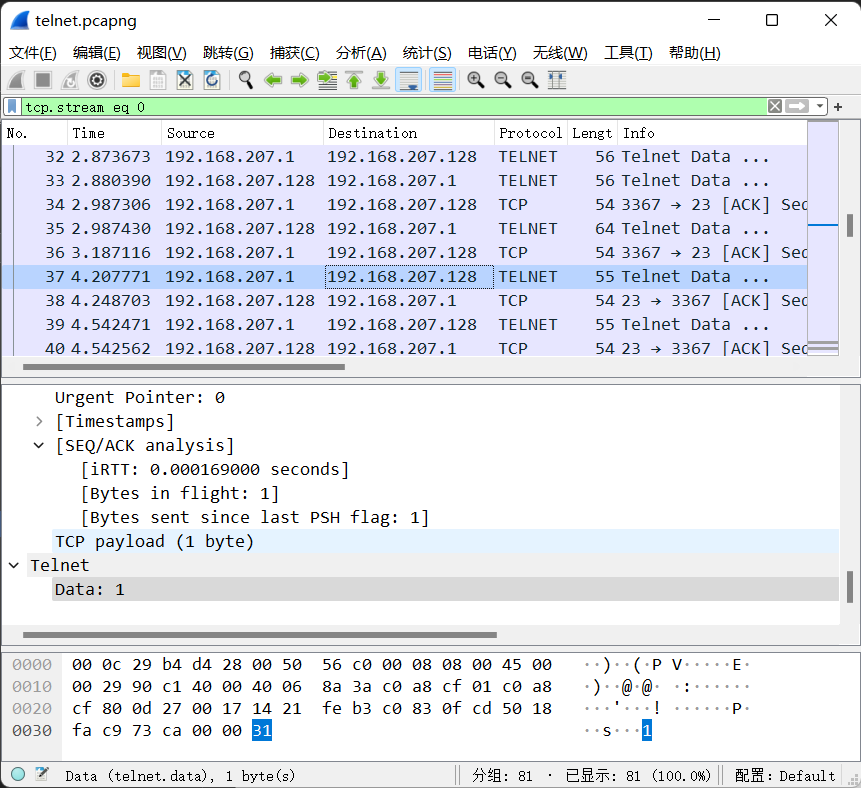 telnet.pcapng
文件(F) 编辑(E) 视图(V) 跳转(G) 捕获(C) 分析(A) 统计(S) 电话(Y) 无线(W) 工具(T) 帮助(H)
tcp.stream eq 0
No. Time Source Destination Protocol Lengt Info
32 2.873673 192.168.207.1 192.168.207.128 TELNET 56 Telnet Data ...
33 2.880390 192.168.207.128 192.168.207.1 TELNET 56 Telnet Data ...
34 2.987306 192.168.207.1 192.168.207.128 TCP 54 3367 → 23 [ACK] Sec
35 2.987430 192.168.207.128 192.168.207.1 TELNET 64 Telnet Data ...
36 3.187116 192.168.207.1 192.168.207.128 TCP 54 3367 → 23 [ACK] Sec
37 4.207771 192.168.207.1 192.168.207.128 TELNET 55 Telnet Data ...
38 4.248703 192.168.207.128 192.168.207.1 TCP 54 23 → 3367 [ACK] Sec
39 4.542471 192.168.207.1 192.168.207.128 TELNET 55 Telnet Data ...
40 4.542562 192.168.207.128 192.168.207.1 TCP 54 23 → 3367 [ACK] Sec
Urgent Pointer: 0
[Timestamps]
[SEQ/ACK analysis]
[iRTT: 0.000169000 seconds]
[Bytes in flight: 1]
[Bytes sent since last PSH flag: 1]
TCP payload (1 byte)
Telnet
Data: 1
0000 00 0c 29 b4 d4 28 00 50 56 c0 00 08 08 00 45 00 ··)··(·P V·····E·
0010 00 29 90 c1 40 00 40 06 8a 3a c0 a8 cf 01 c0 a8 ·)··@·@· ·:······
0020 cf 80 0d 27 00 17 14 21 fe b3 c0 83 0f cd 50 18 ···'···! ······P·
0030 fa c9 73 ca 00 00 31 ··s···1
Data (telnet.data), 1 byte(s) 分组: 81 · 已显示: 81 (100.0%) 配置: Default